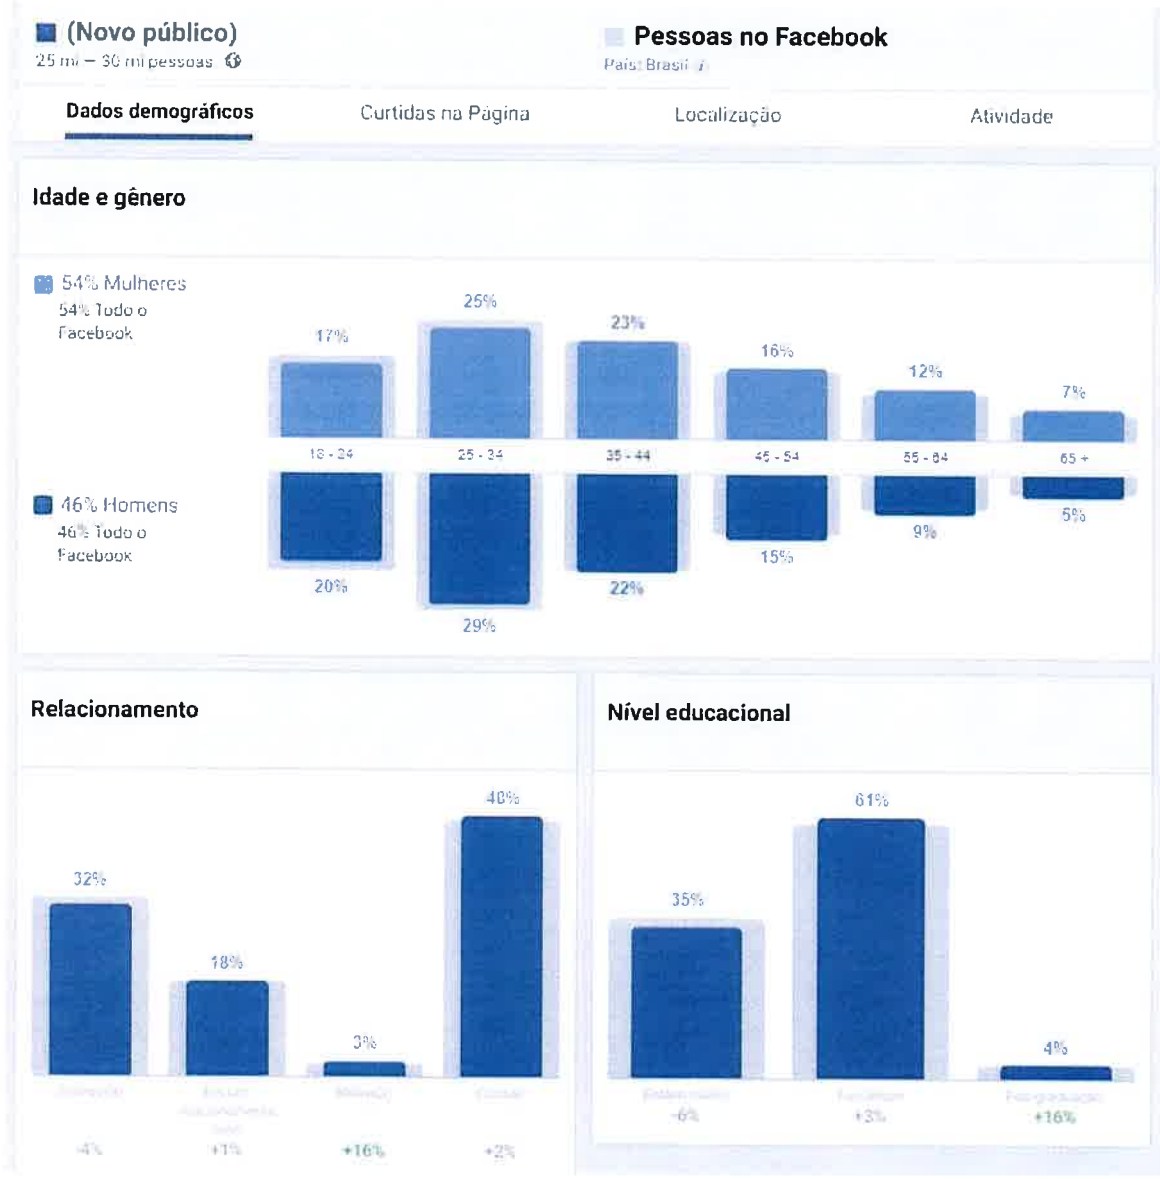 (Novo público)
25 mi – 30 mi pessoas
Pessoas no Facebook
País: Brasil i
Dados demográficos
Curtidas na Página
Localização
Atividade
Idade e gênero
54% Mulheres
54% Todo o
Facebook
17%
25%
23%
16%
12%
7%
18 - 24
25 - 34
35 - 44
45 - 54
55 - 64
65 +
46% Homens
46% Todo o
Facebook
20%
29%
22%
15%
9%
5%
Relacionamento
32%
18%
3%
48%
-4%
+1%
+16%
+2%
Nível educacional
35%
61%
4%
Pós-graduação
-6%
+3%
+16%